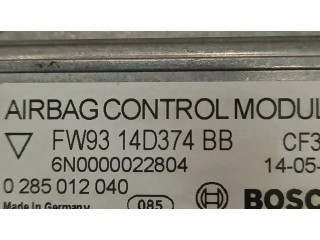 AIRBAG CONTROL MODUL
FW93 14D374 BB CF3
6N0000022804 14-05-
0 285 012 040 BOSC
Made in Germany 085